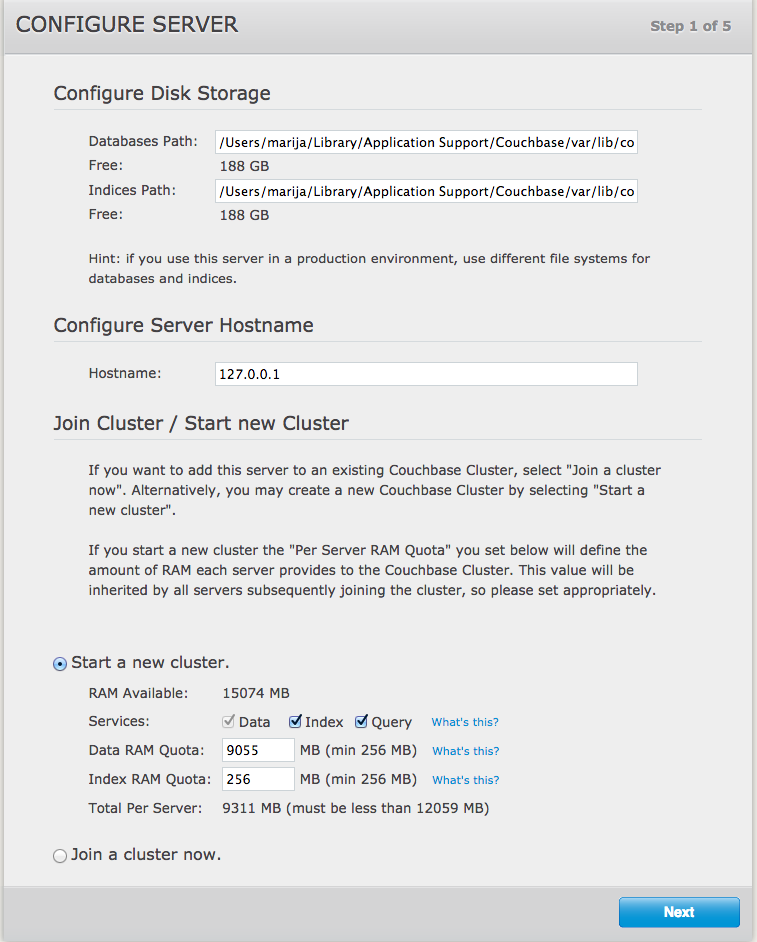 CONFIGURE SERVER
Step 1 of 5
Configure Disk Storage
Databases Path: /Users/marija/Library/Application Support/Couchbase/var/lib/co
Free: 188 GB
Indices Path: /Users/marija/Library/Application Support/Couchbase/var/lib/co
Free: 188 GB
Hint: if you use this server in a production environment, use different file systems for
databases and indices.
Configure Server Hostname
Hostname: 127.0.0.1
Join Cluster / Start new Cluster
If you want to add this server to an existing Couchbase Cluster, select "Join a cluster
now". Alternatively, you may create a new Couchbase Cluster by selecting "Start a
new cluster".
If you start a new cluster the "Per Server RAM Quota" you set below will define the
amount of RAM each server provides to the Couchbase Cluster. This value will be
inherited by all servers subsequently joining the cluster, so please set appropriately.
Start a new cluster.
RAM Available: 15074 MB
Services: Data Index Query What's this?
Data RAM Quota: 9055 MB (min 256 MB) What's this?
Index RAM Quota: 256 MB (min 256 MB) What's this?
Total Per Server: 9311 MB (must be less than 12059 MB)
Join a cluster now.
Next